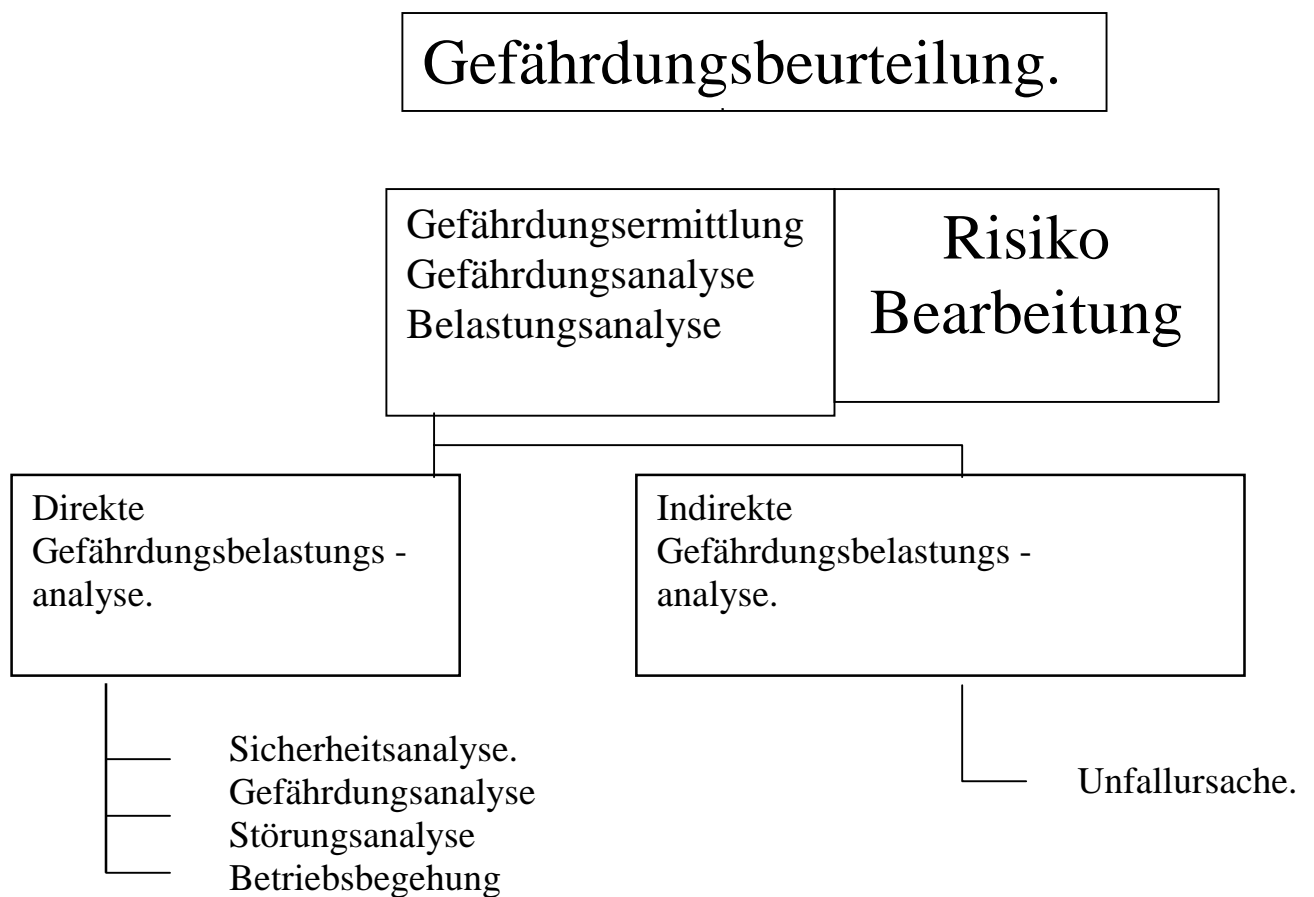 Gefährdungsbeurteilung.
Gefährdungsermittlung
Gefährdungsanalyse
Belastungsanalyse
Risiko
Bearbeitung
Direkte
Gefährdungsbelastungs -
analyse.
Indirekte
Gefährdungsbelastungs -
analyse.
Sicherheitsanalyse.
Gefährdungsanalyse
Störungsanalyse
Betriebsbegehung
Unfallursache.